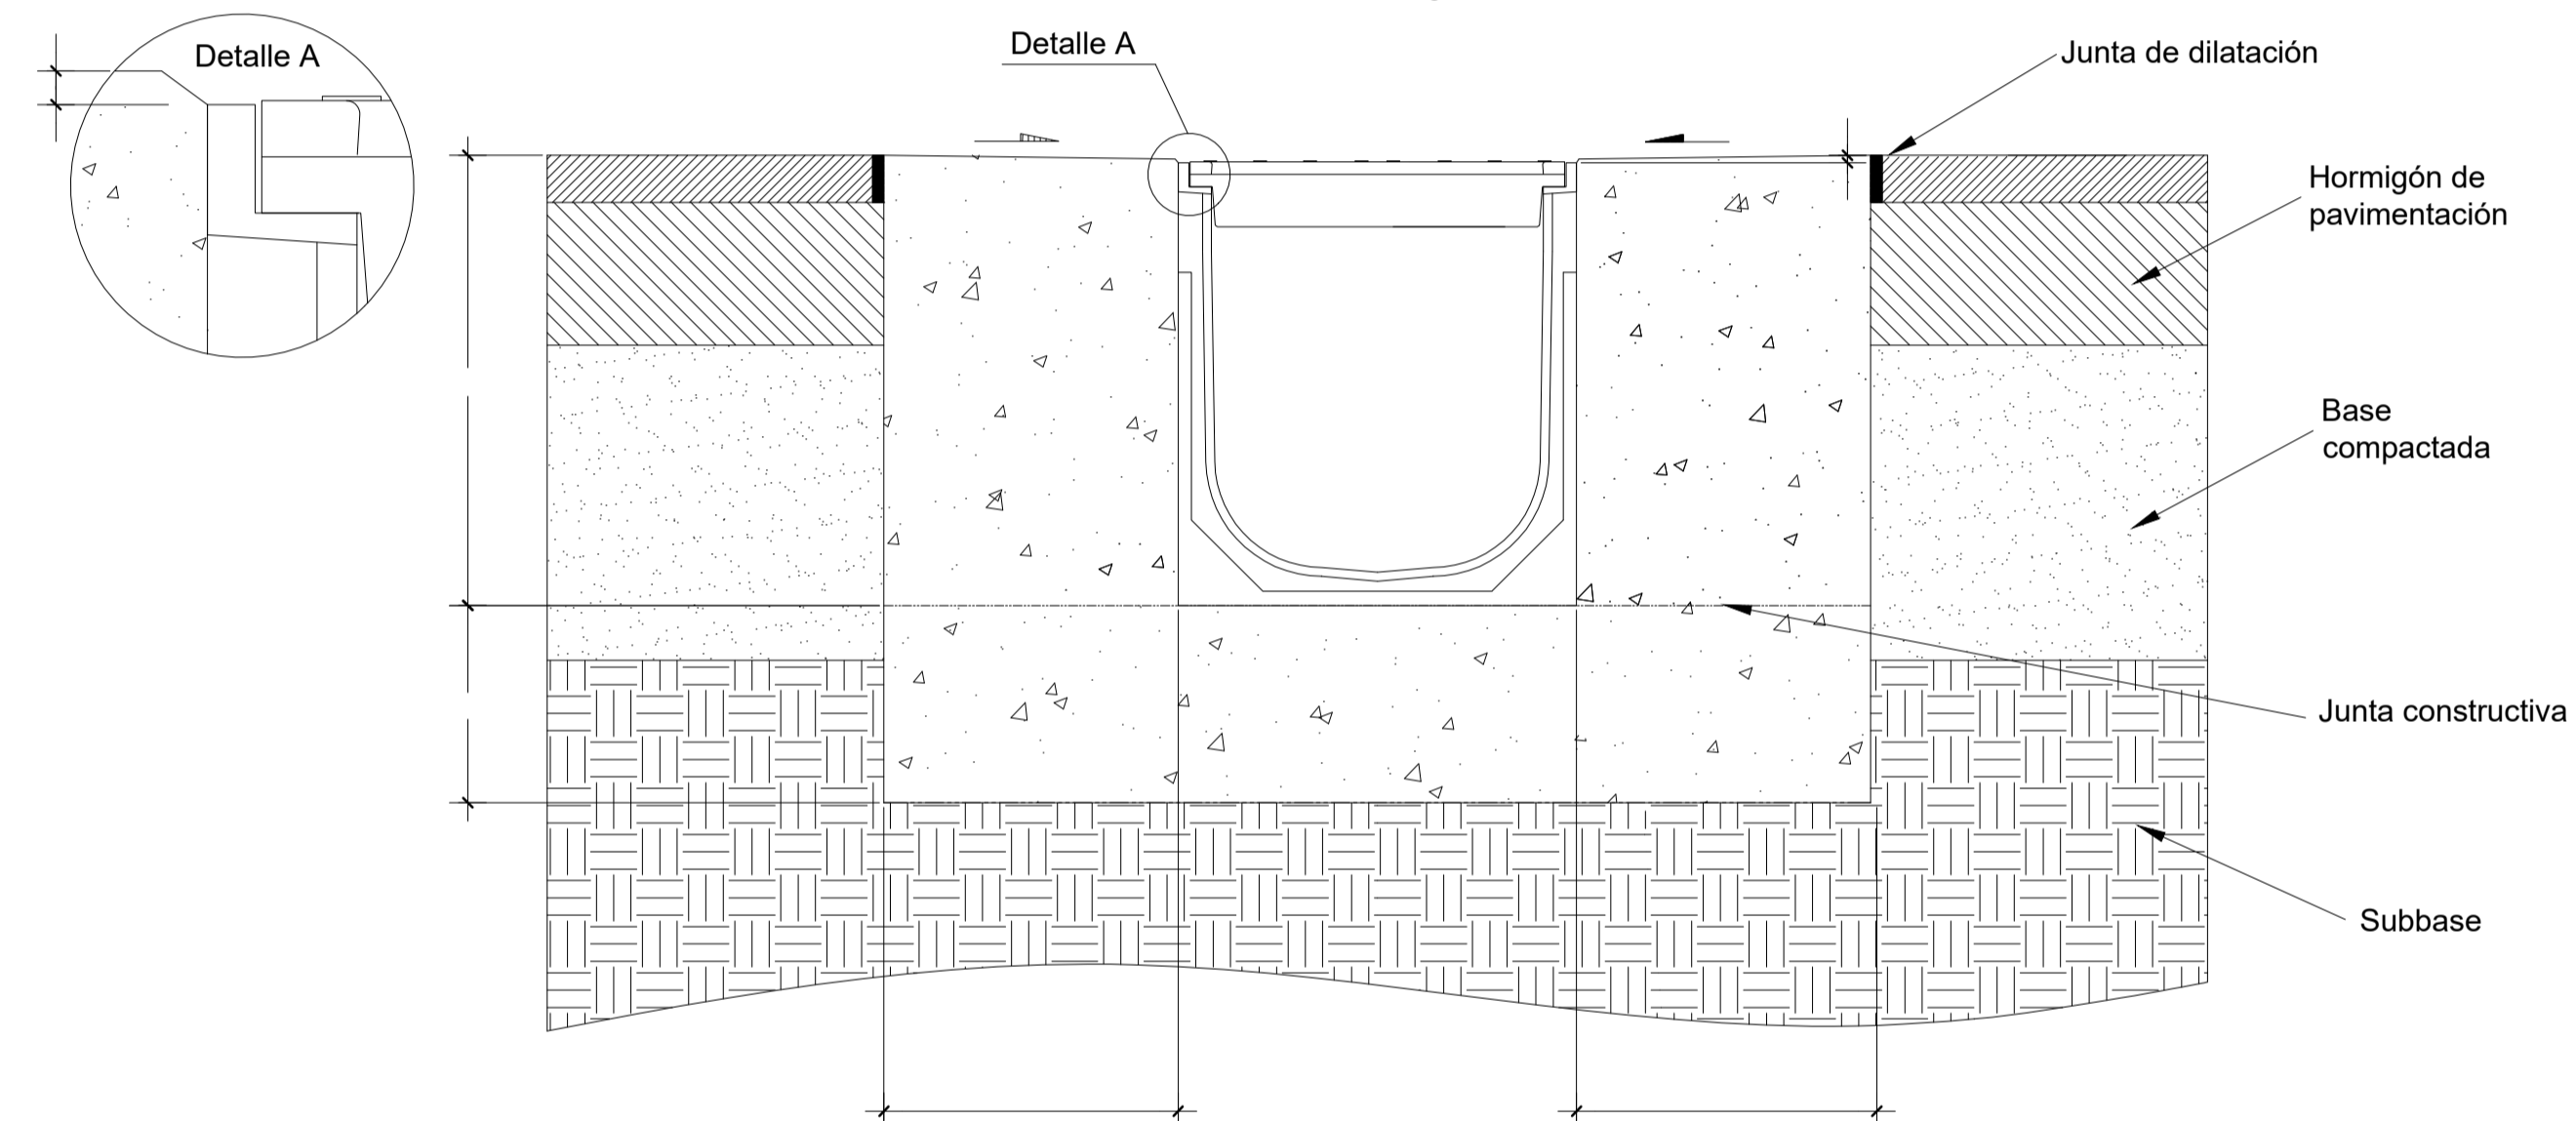 Detalle A
Detalle A
Junta de dilatación
Hormigón de
pavimentación
Base
compactada
Junta constructiva
Subbase